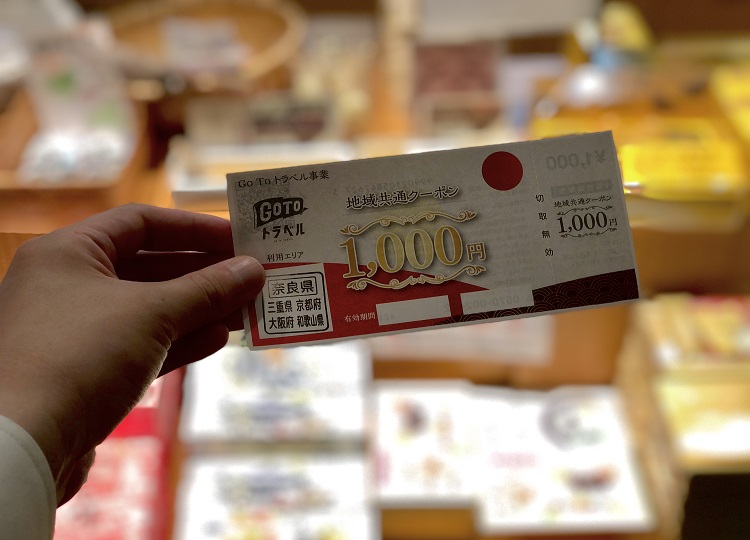 Go To トラベル事業
GOTO
トラベル
地域共通クーポン
1,000円
利用エリア
奈良県
三重県 京都府
大阪府 和歌山県
有効期間
切取無効
¥1,000
地域共通クーポン
1,000円